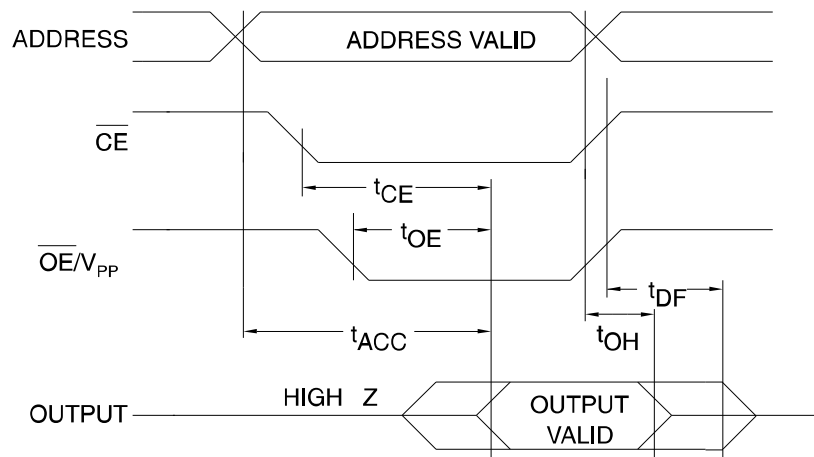 ADDRESS
ADDRESS VALID
CE
tCE
tOE
OE/VPP
tDF
tACC
tOH
HIGH Z
OUTPUT
OUTPUT
VALID